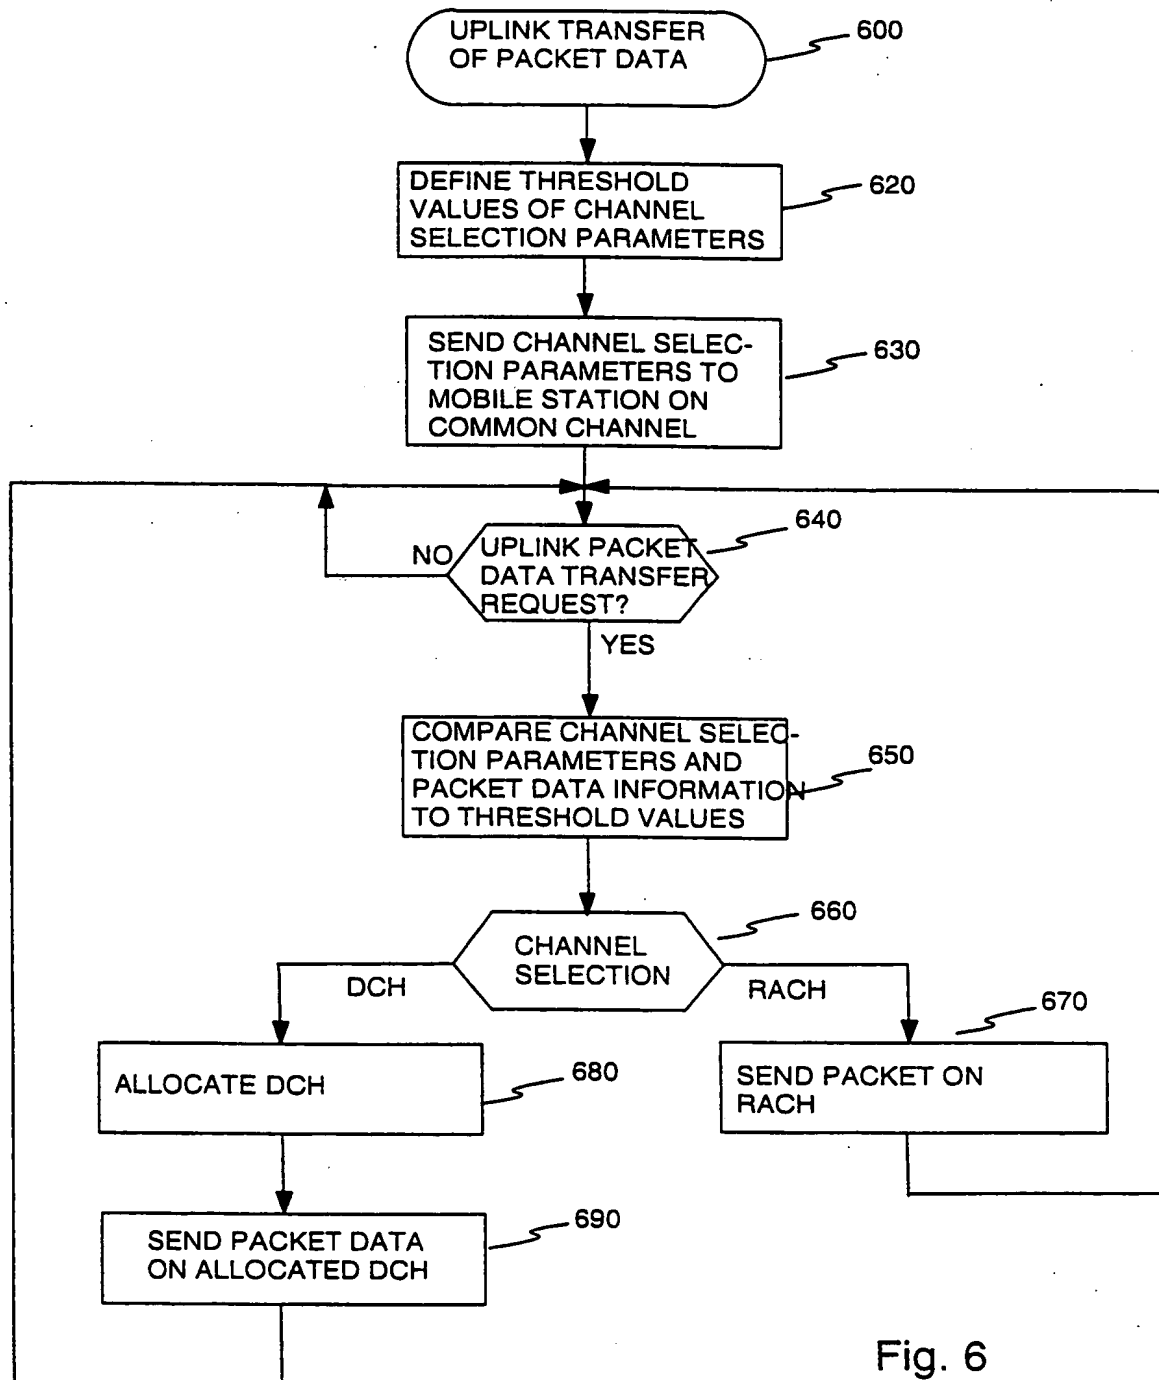 UPLINK TRANSFER
OF PACKET DATA
600
DEFINE THRESHOLD
VALUES OF CHANNEL
SELECTION PARAMETERS
620
SEND CHANNEL SELEC-
TION PARAMETERS TO
MOBILE STATION ON
COMMON CHANNEL
630
640
NO
UPLINK PACKET
DATA TRANSFER
REQUEST?
YES
COMPARE CHANNEL SELEC-
TION PARAMETERS AND
PACKET DATA INFORMATION
TO THRESHOLD VALUES
650
660
CHANNEL
SELECTION
DCH
RACH
670
ALLOCATE DCH
680
SEND PACKET ON
RACH
690
SEND PACKET DATA
ON ALLOCATED DCH
Fig. 6